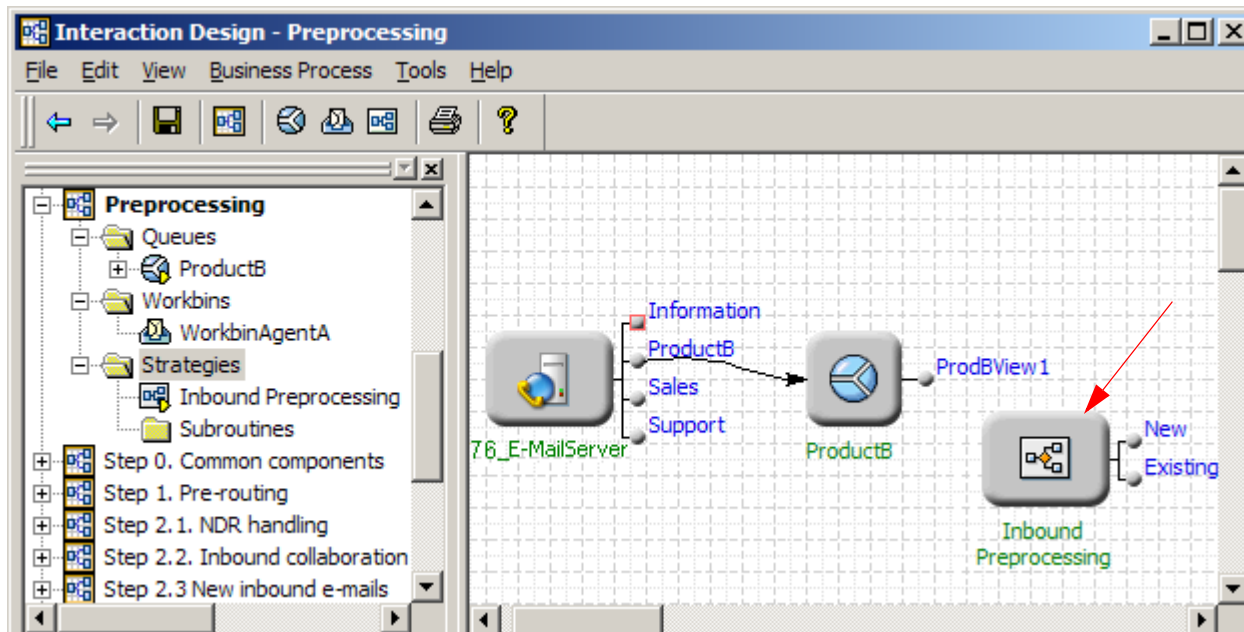 Interaction Design - Preprocessing
File Edit View Business Process Tools Help
Preprocessing
Queues
ProductB
Workbins
WorkbinAgentA
Strategies
Inbound Preprocessing
Subroutines
Step 0. Common components
Step 1. Pre-routing
Step 2.1. NDR handling
Step 2.2. Inbound collaboration
Step 2.3 New inbound e-mails
Information
ProductB
Sales
Support
76_E-MailServer
ProdBView1
ProductB
New
Existing
Inbound
Preprocessing